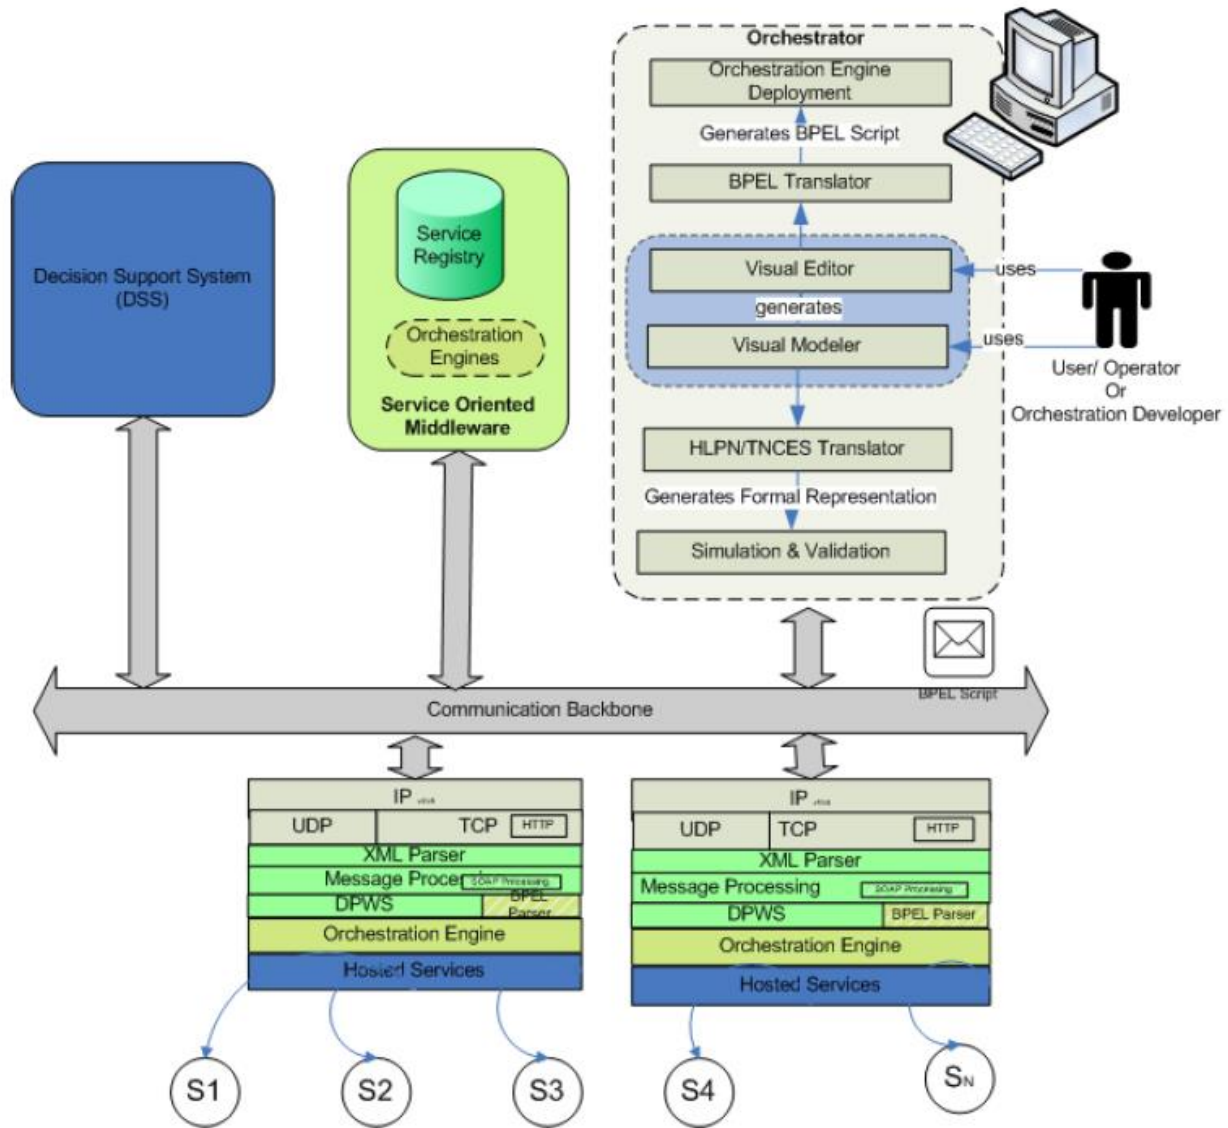 Orchestrator
Orchestration Engine
Deployment
Generates BPEL Script
BPEL Translator
Visual Editor
generates
Visual Modeler
uses
uses
User/ Operator
Or
Orchestration Developer
HLPN/TNCES Translator
Generates Formal Representation
Simulation & Validation
Decision Support System
(DSS)
Service
Registry
Orchestration
Engines
Service Oriented
Middleware
BPEL Script
Communication Backbone
IP
UDP
TCP
HTTP
XML Parser
Message Proces
SOAP Processing
DPWS
BPEL
Parser
Orchestration Engine
Hosted Services
S1
S2
S3
IP
UDP
TCP
HTTP
XML Parser
Message Processing
SOAP Processing
DPWS
BPEL Parser
Orchestration Engine
Hosted Services
S4
SN